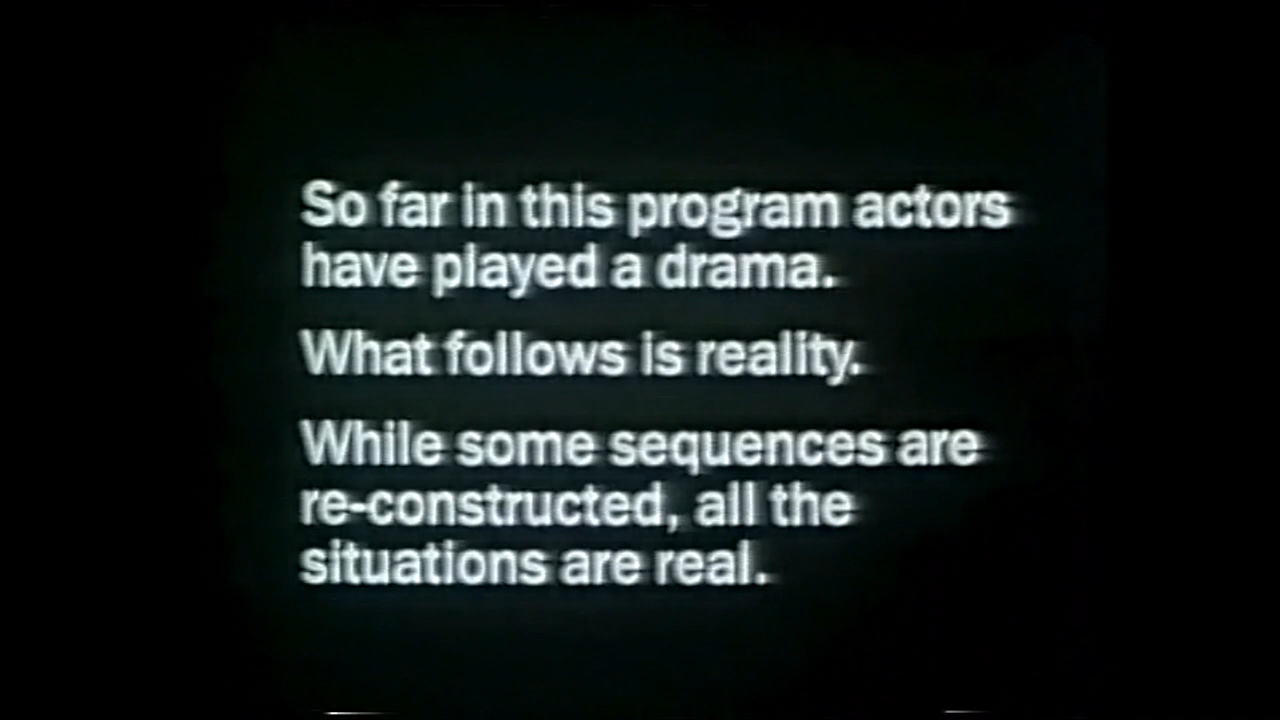 So far in this program actors
have played a drama.
What follows is reality.
While some sequences are
re-constructed, all the
situations are real.